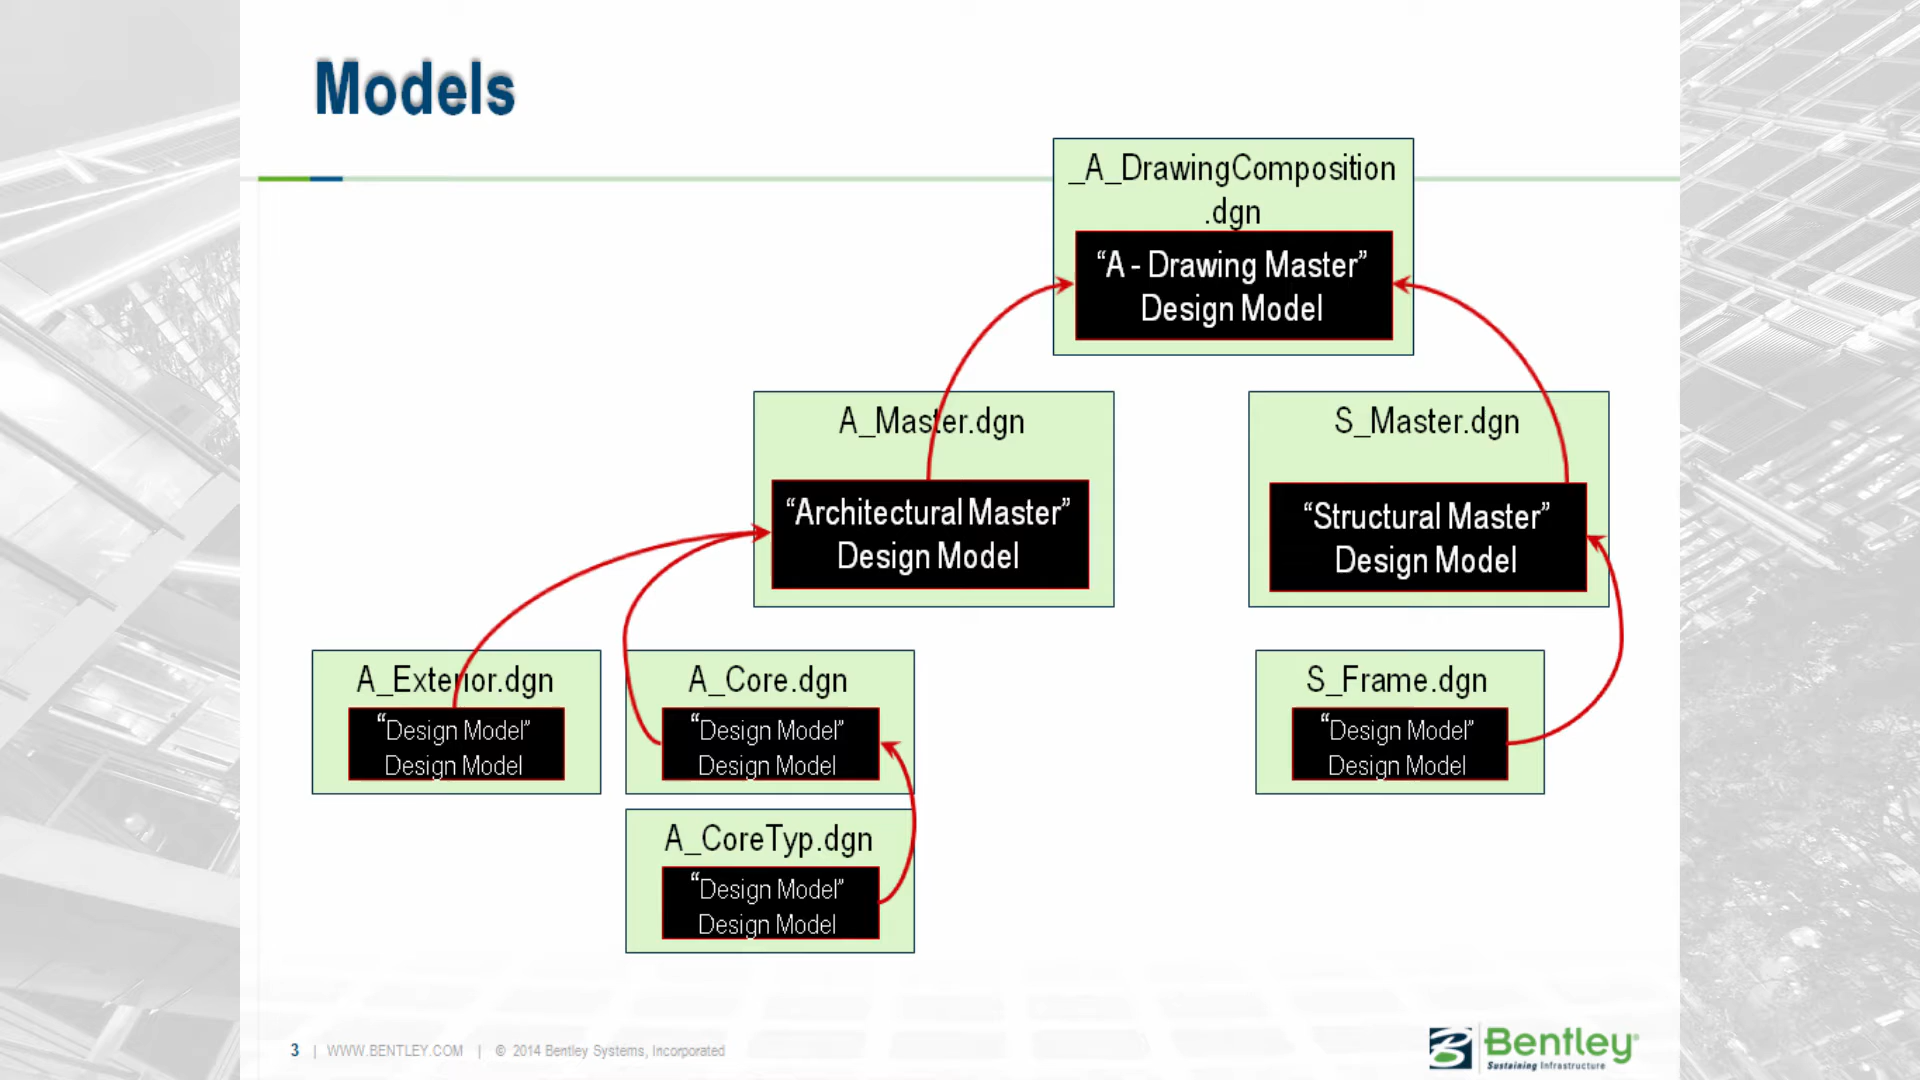 Models
_A_DrawingComposition
.dgn
“A - Drawing Master”
Design Model
A_Master.dgn
“Architectural Master”
Design Model
S_Master.dgn
“Structural Master”
Design Model
A_Exterior.dgn
“Design Model”
Design Model
A_Core.dgn
“Design Model”
Design Model
S_Frame.dgn
“Design Model”
Design Model
A_CoreTyp.dgn
“Design Model”
Design Model
3 | WWW.BENTLEY.COM | © 2014 Bentley Systems, Incorporated
Bentley®
Sustaining Infrastructure